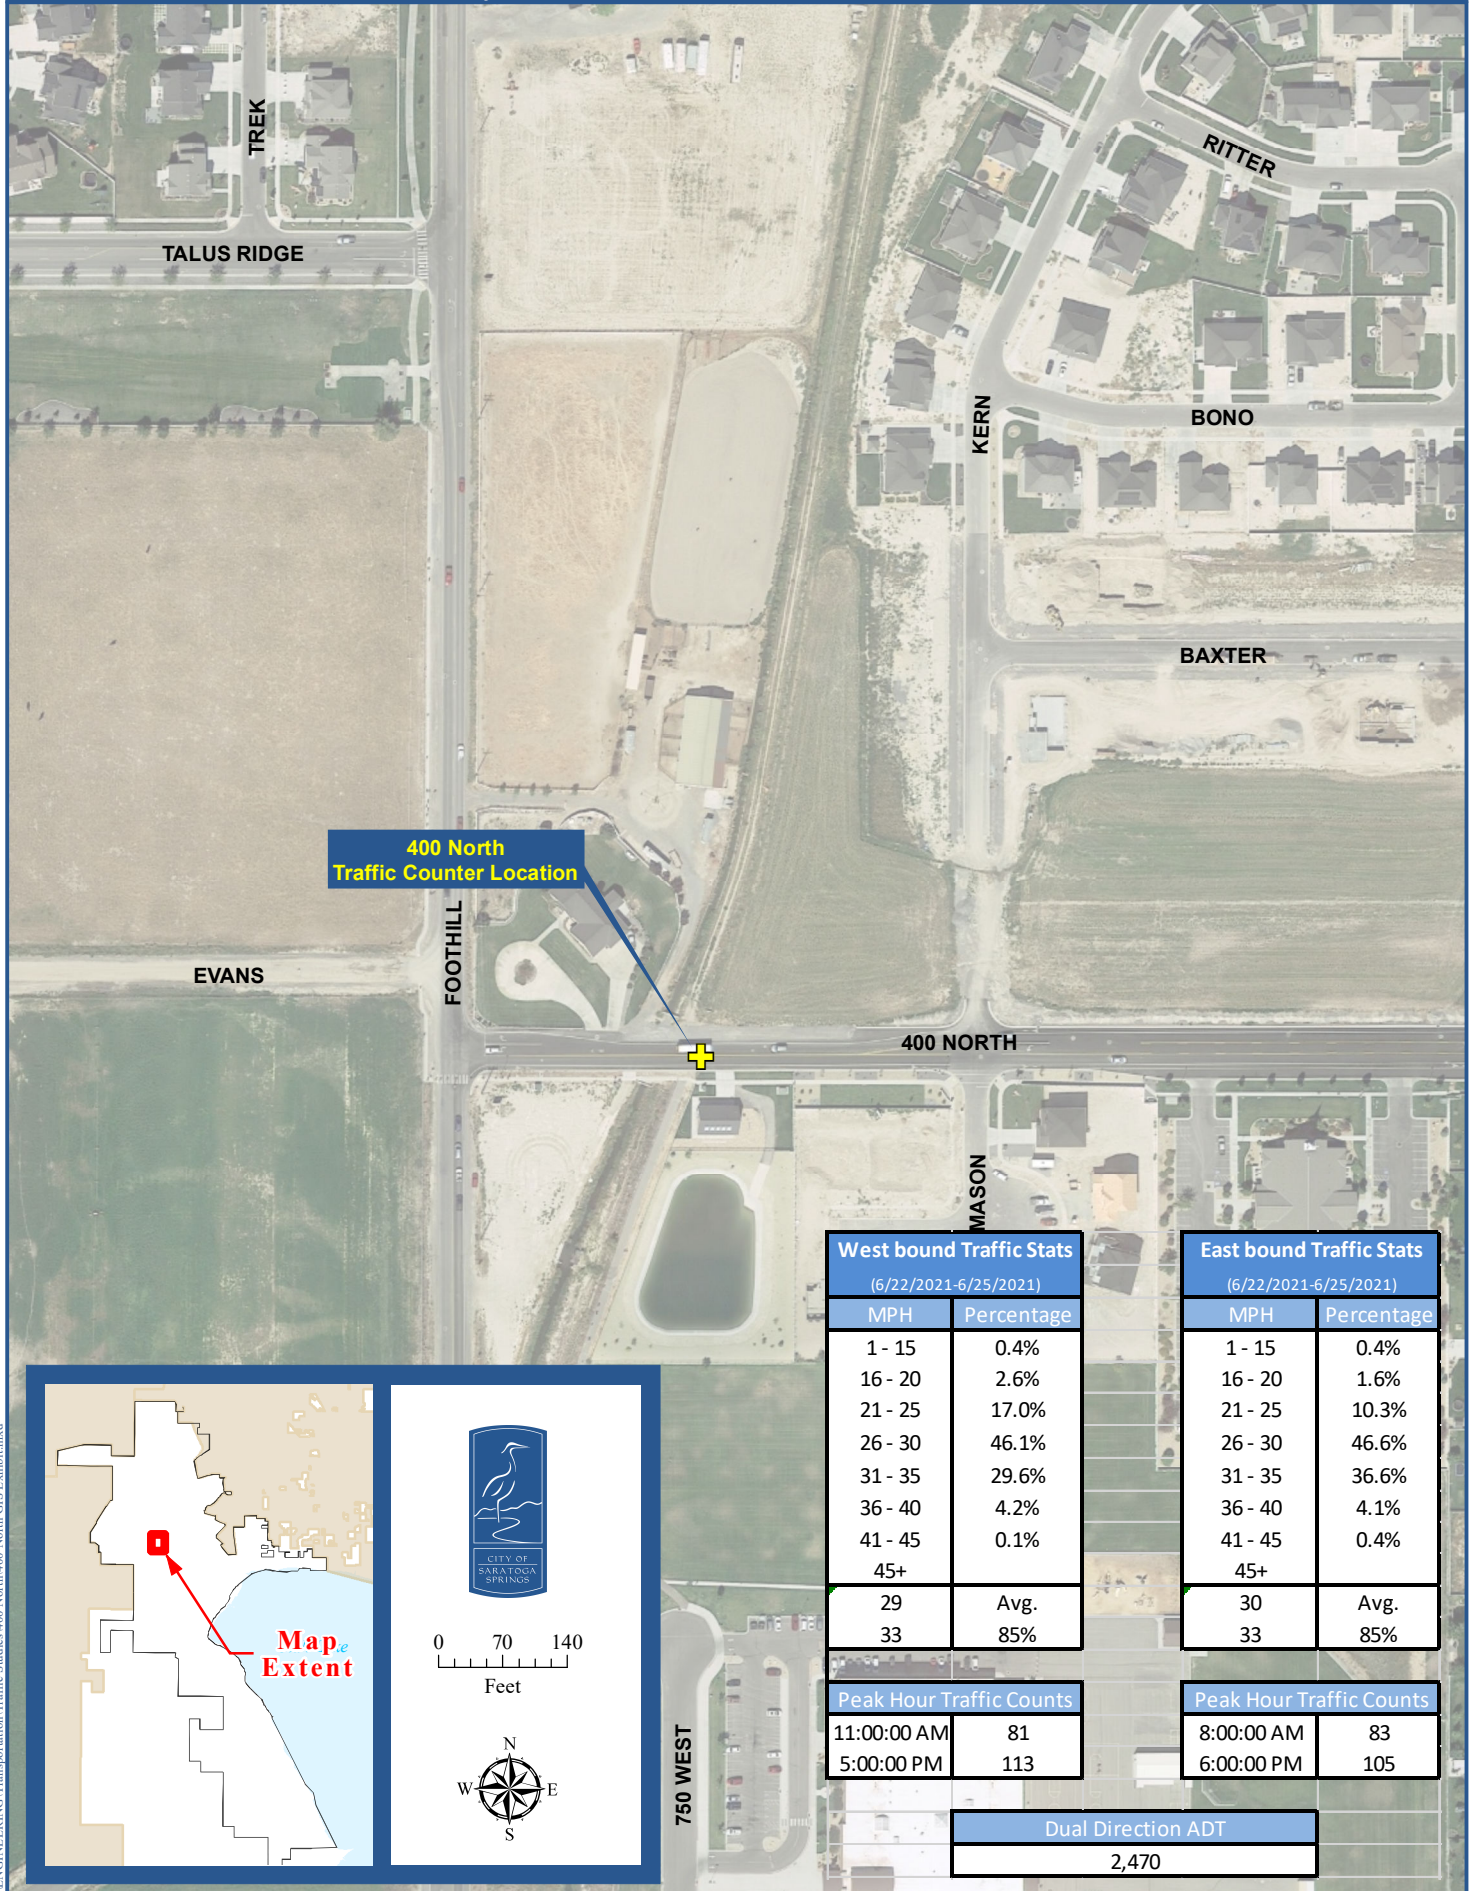 TREK
RITTER
TALUS RIDGE
KERN
BONO
BAXTER
400 North
Traffic Counter Location
FOOTHILL
EVANS
400 NORTH
MASON
West bound Traffic Stats
(6/22/2021-6/25/2021)
MPH Percentage
1 - 15 0.4%
16 - 20 2.6%
21 - 25 17.0%
26 - 30 46.1%
31 - 35 29.6%
36 - 40 4.2%
41 - 45 0.1%
45+
29 Avg.
33 85%
Peak Hour Traffic Counts
11:00:00 AM 81
5:00:00 PM 113
East bound Traffic Stats
(6/22/2021-6/25/2021)
MPH Percentage
1 - 15 0.4%
16 - 20 1.6%
21 - 25 10.3%
26 - 30 46.6%
31 - 35 36.6%
36 - 40 4.1%
41 - 45 0.4%
45+
30 Avg.
33 85%
Peak Hour Traffic Counts
8:00:00 AM 83
6:00:00 PM 105
Dual Direction ADT
2,470
750 WEST
Map
Extent
CITY OF
SARATOGA
SPRINGS
0 70 140
Feet
N
W E
S